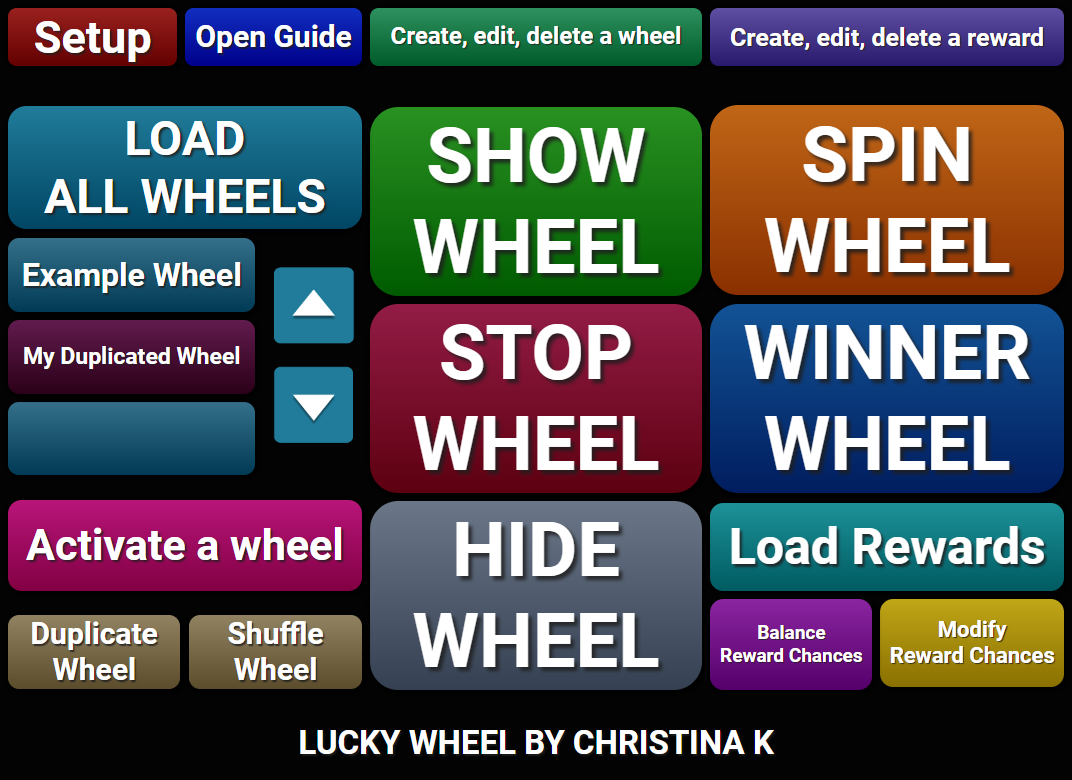 Setup
Open Guide
Create, edit, delete a wheel
Create, edit, delete a reward
LOAD
ALL WHEELS
SHOW
WHEEL
SPIN
WHEEL
Example Wheel
My Duplicated Wheel
STOP
WHEEL
WINNER
WHEEL
Activate a wheel
HIDE
WHEEL
Load Rewards
Duplicate
Wheel
Shuffle
Wheel
Balance
Reward Chances
Modify
Reward Chances
LUCKY WHEEL BY CHRISTINA K